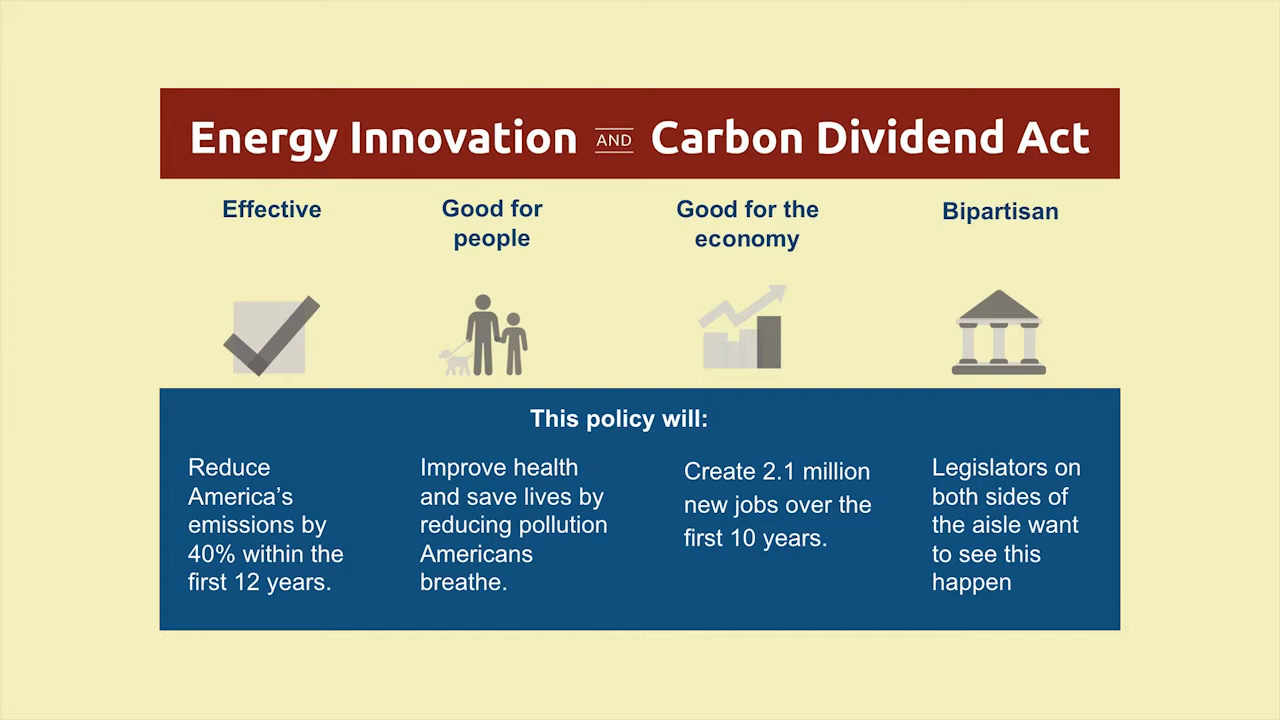 Energy Innovation AND Carbon Dividend Act
Effective
Good for
people
Good for the
economy
Bipartisan
This policy will:
Reduce
America’s
emissions by
40% within the
first 12 years.
Improve health
and save lives by
reducing pollution
Americans
breathe.
Create 2.1 million
new jobs over the
first 10 years.
Legislators on
both sides of
the aisle want
to see this
happen